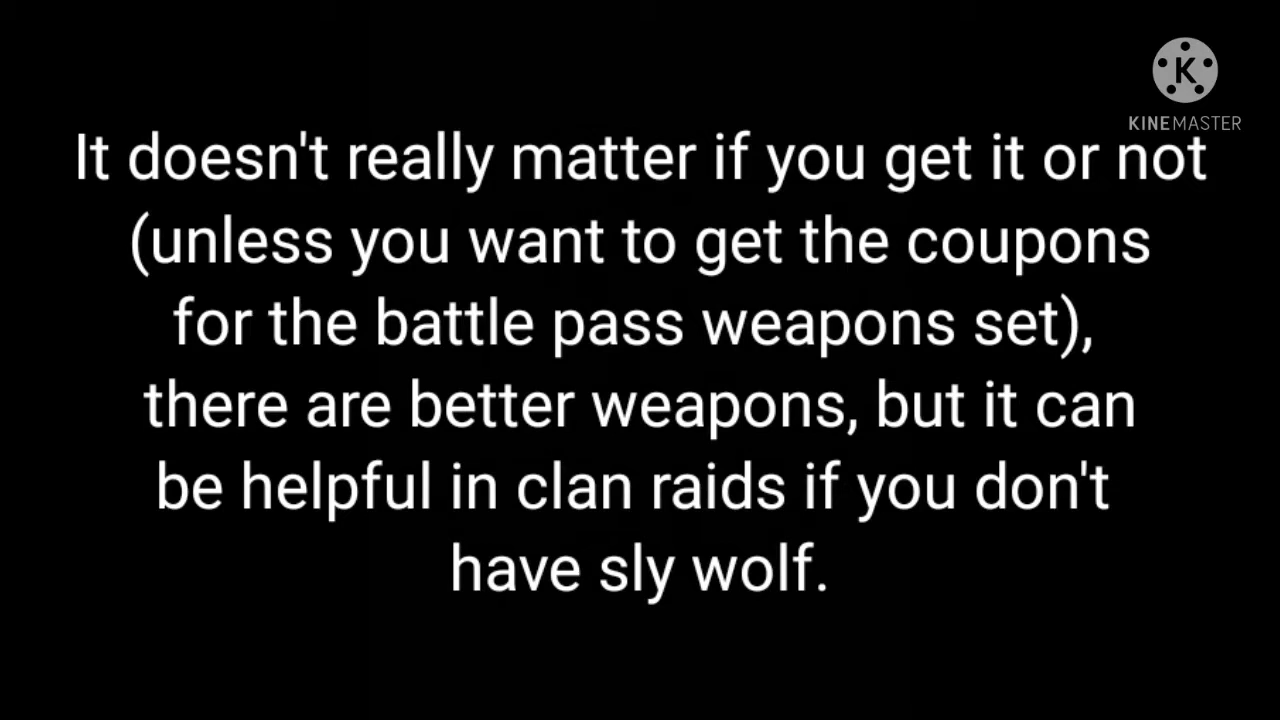 K
KINEMASTER
It doesn't really matter if you get it or not
(unless you want to get the coupons
for the battle pass weapons set),
there are better weapons, but it can
be helpful in clan raids if you don't
have sly wolf.